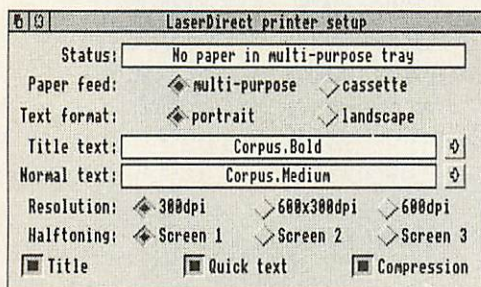 LaserDirect printer setup
Status: No paper in multi-purpose tray
Paper feed: multi-purpose cassette
Text format: portrait landscape
Title text: Corpus.Bold
Normal text: Corpus.Medium
Resolution: 300dpi 600x300dpi 600dpi
Halftoning: Screen 1 Screen 2 Screen 3
Title Quick text Compression